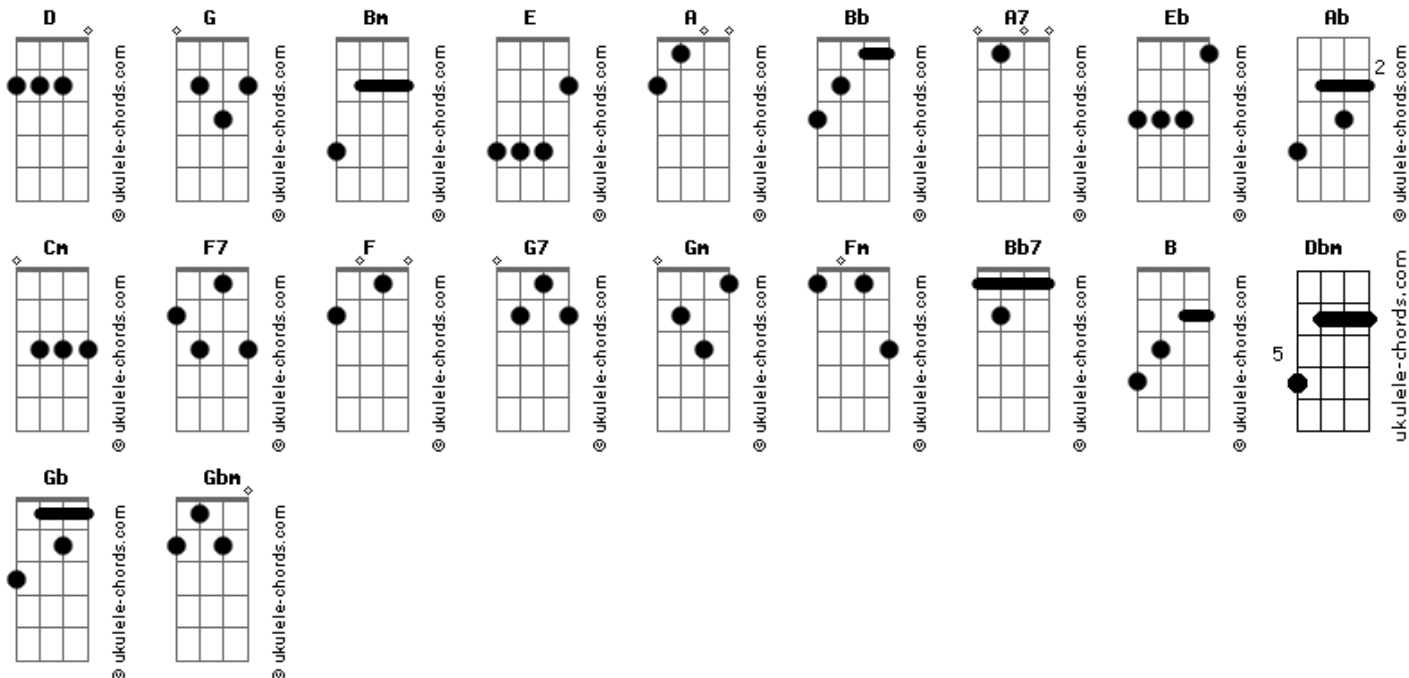 D G Bm E A Bb A7 Eb Ab
2
© ukulele-chords.com © ukulele-chords.com © ukulele-chords.com © ukulele-chords.com © ukulele-chords.com © ukulele-chords.com © ukulele-chords.com © ukulele-chords.com © ukulele-chords.com
Cm F7 F G7 Gm Fm Bb7 B Dbm
5
© ukulele-chords.com © ukulele-chords.com © ukulele-chords.com © ukulele-chords.com © ukulele-chords.com © ukulele-chords.com © ukulele-chords.com © ukulele-chords.com ukulele-chords.com
Gb Gbm
© ukulele-chords.com © ukulele-chords.com